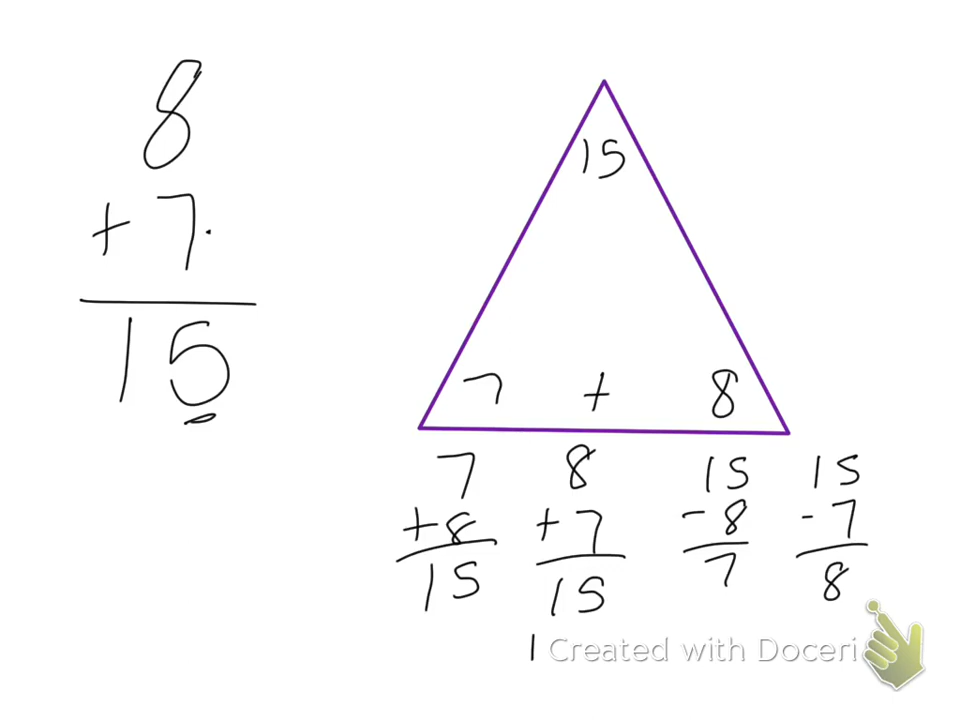 8
+ 7
15
15
7 + 8
7 8 15 15
+8 +7 -8 -7
15 15 7 8
1 Created with Doceri